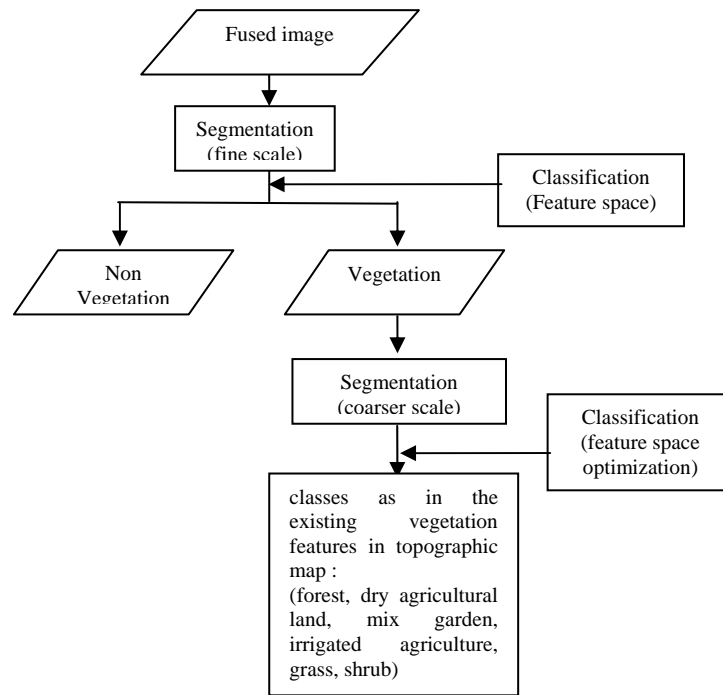 Fused image
Segmentation
(fine scale)
Classification
(Feature space)
Non
Vegetation
Vegetation
Segmentation
(coarser scale)
Classification
(feature space
optimization)
classes as in the
existing vegetation
features in topographic
map :
(forest, dry agricultural
land, mix garden,
irrigated agriculture,
grass, shrub)